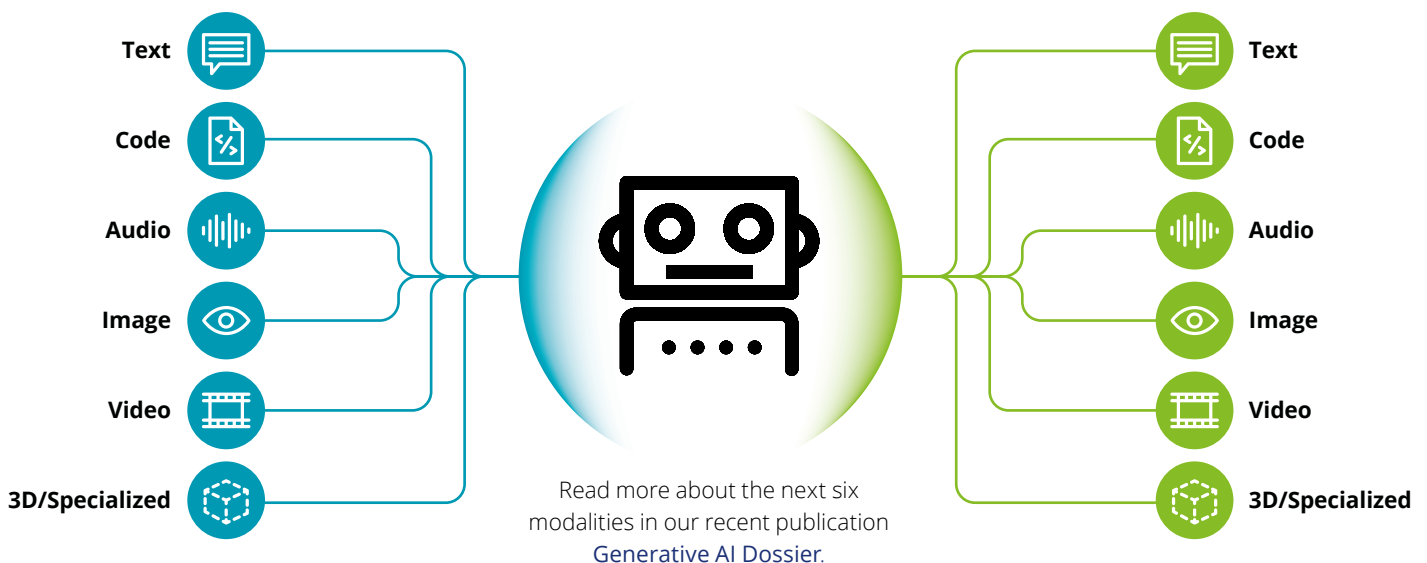 Text
Code
Audio
Image
Video
3D/Specialized
Read more about the next six
modalities in our recent publication
Generative AI Dossier.
Text
Code
Audio
Image
Video
3D/Specialized